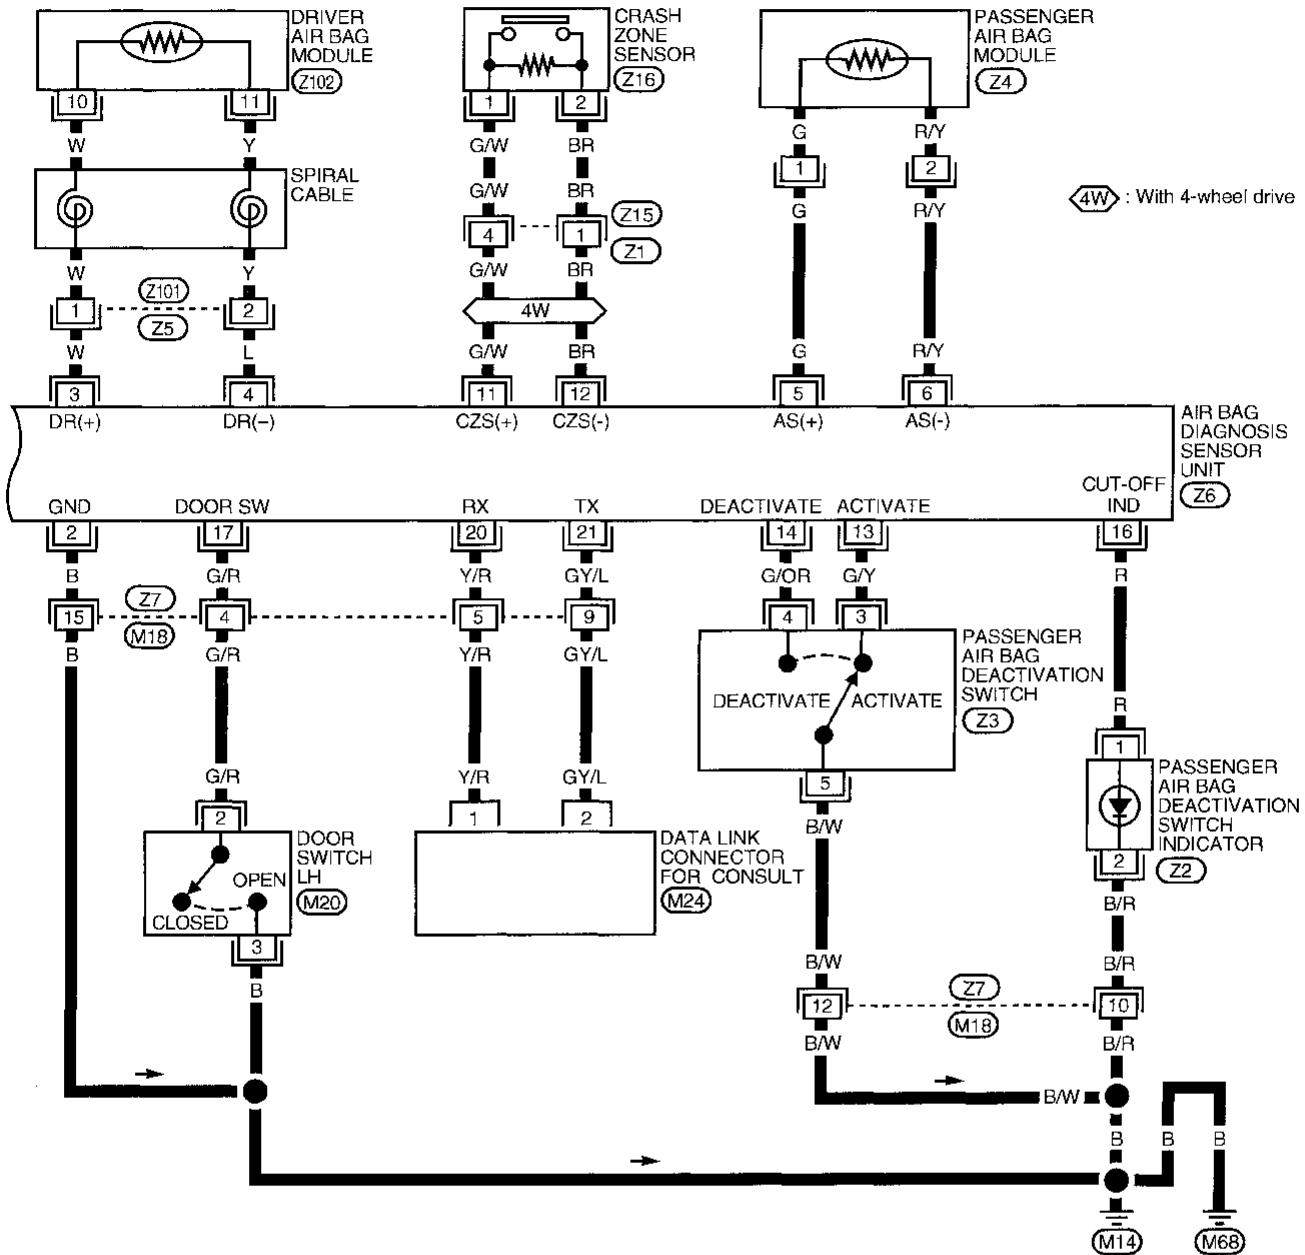 DRIVER
AIR BAG
MODULE
Z102
10
11
W
Y
SPIRAL
CABLE
W
Y
Z101
1
2
Z5
W
L
3
4
DR(+)
DR(−)
CRASH
ZONE
SENSOR
Z16
1
2
G/W
BR
G/W
BR
Z15
4
1
Z1
G/W
BR
4W
G/W
BR
11
12
CZS(+)
CZS(-)
PASSENGER
AIR BAG
MODULE
Z4
G
R/Y
1
2
G
R/Y
G
R/Y
5
6
AS(+)
AS(-)
4W : With 4-wheel drive
AIR BAG
DIAGNOSIS
SENSOR
UNIT
Z6
GND
DOOR SW
RX
TX
DEACTIVATE
ACTIVATE
CUT-OFF
IND
2
17
20
21
14
13
16
B
G/R
Y/R
GY/L
G/OR
G/Y
R
Z7
15
4
5
9
M18
B
G/R
Y/R
GY/L
G/R
Y/R
GY/L
2
1
2
DOOR
SWITCH
LH
M20
OPEN
CLOSED
3
B
DATA LINK
CONNECTOR
FOR CONSULT
M24
4
3
PASSENGER
AIR BAG
DEACTIVATION
SWITCH
Z3
DEACTIVATE
ACTIVATE
5
B/W
B/W
R
1
PASSENGER
AIR BAG
DEACTIVATION
SWITCH
INDICATOR
Z2
2
B/R
B/R
Z7
12
10
M18
B/W
B/R
B/W
B
B
B
M14
M68